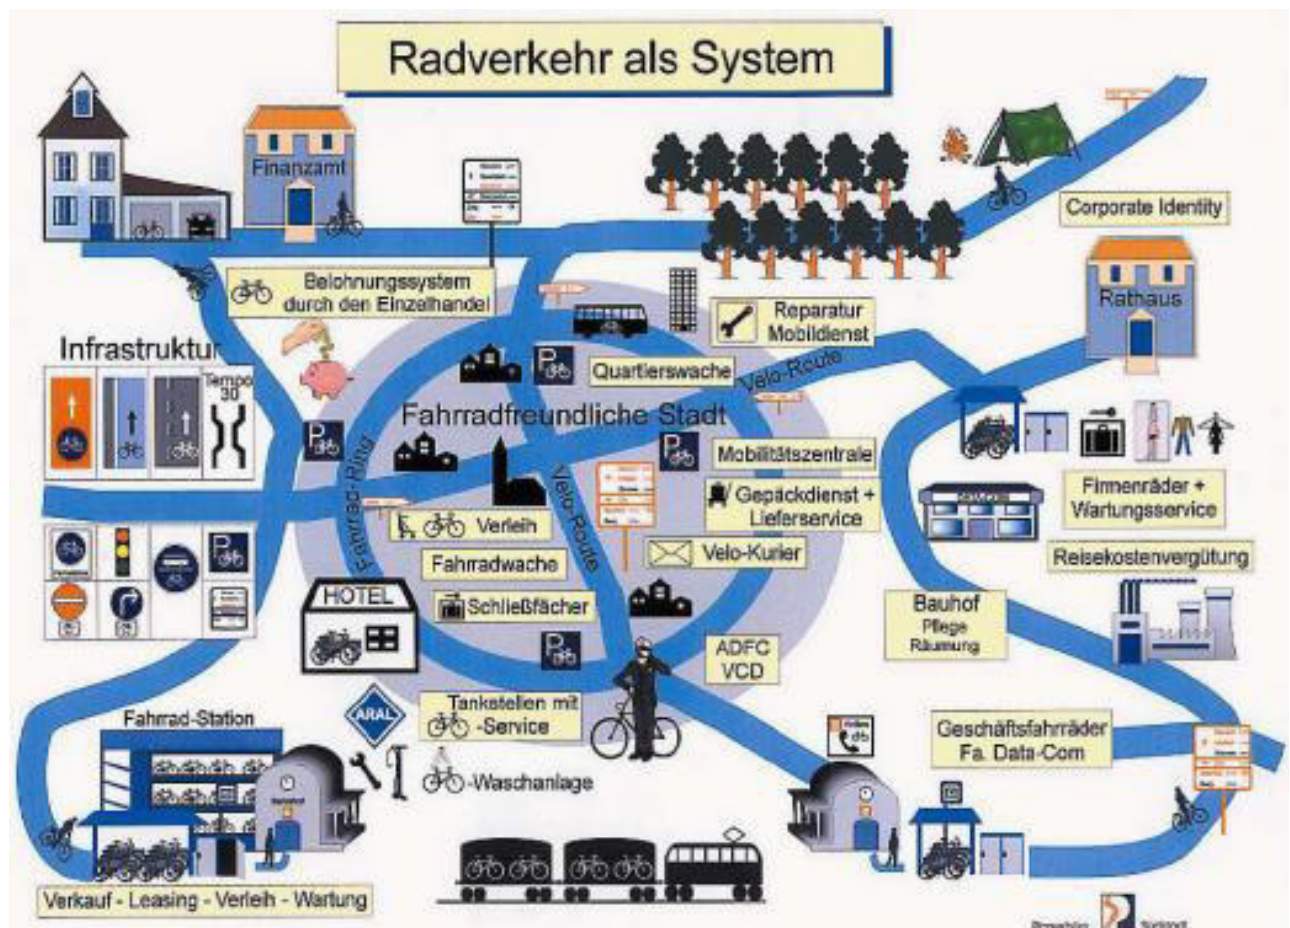 Radverkehr als System
Finanzamt
Corporate Identity
Belohnungssystem
durch den Einzelhandel
Rathaus
Reparatur
Mobildienst
Infrastruktur
Tempo
30
Quartierswache
Velo-Route
Fahrradfreundliche Stadt
Fahrrad-Ring
Mobilitätszentrale
Velo-Route
Gepäckdienst +
Lieferservice
Firmenräder +
Wartungsservice
Verleih
Velo-Kurier
Reisekostenvergütung
Fahrradwache
HOTEL
Schließfächer
Bauhof
Pflege
Räumung
ADFC
VCD
Tankstellen mit
-Service
ARAL
Fahrrad-Station
Geschäftsfahrräder
Fa. Data-Com
-Waschanlage
Bahnhof
Verkauf - Leasing - Verleih - Wartung